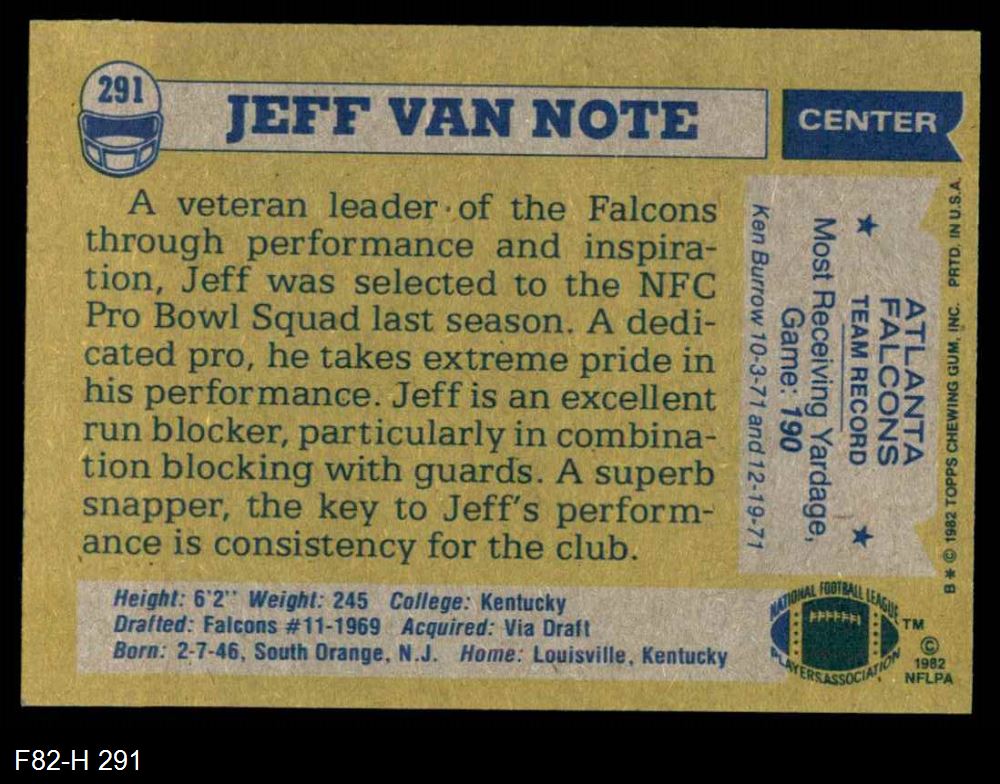 291
JEFF VAN NOTE
CENTER
A veteran leader of the Falcons
through performance and inspira-
tion, Jeff was selected to the NFC
Pro Bowl Squad last season. A dedi-
cated pro, he takes extreme pride in
his performance. Jeff is an excellent
run blocker, particularly in combina-
tion blocking with guards. A superb
snapper, the key to Jeff's perform-
ance is consistency for the club.
ATLANTA
FALCONS
TEAM RECORD
Most Receiving Yardage,
Game: 190
Ken Burrow 10-3-71 and 12-19-71
B * © 1982 TOPPS CHEWING GUM, INC. PRTD. IN U.S.A.
Height: 6'2" Weight: 245 College: Kentucky
Drafted: Falcons #11-1969 Acquired: Via Draft
Born: 2-7-46, South Orange, N.J. Home: Louisville, Kentucky
NATIONAL FOOTBALL LEAGUE
PLAYERS ASSOCIATION
TM
©
1982
NFLPA
F82-H 291